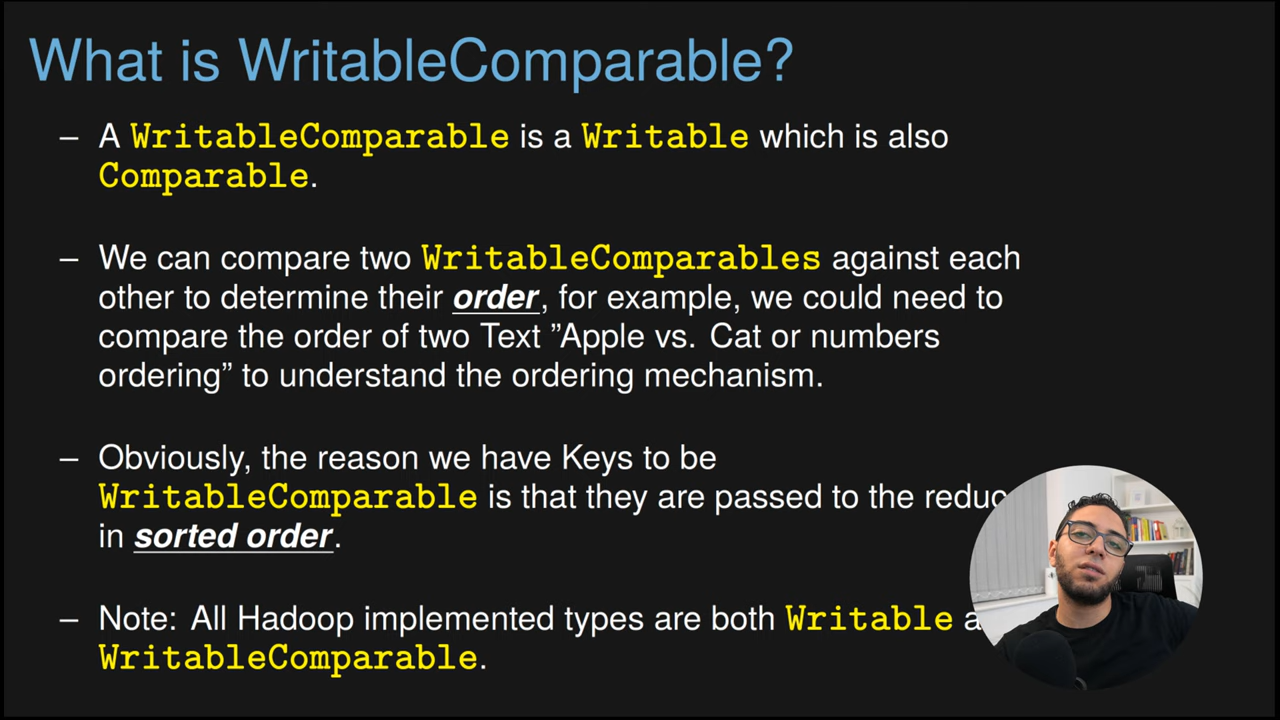 What is WritableComparable?
– A WritableComparable is a Writable which is also
Comparable.
– We can compare two WritableComparables against each
other to determine their order, for example, we could need to
compare the order of two Text ”Apple vs. Cat or numbers
ordering” to understand the ordering mechanism.
– Obviously, the reason we have Keys to be
WritableComparable is that they are passed to the
in sorted order.
– Note: All Hadoop implemented types are both Writable
WritableComparable.